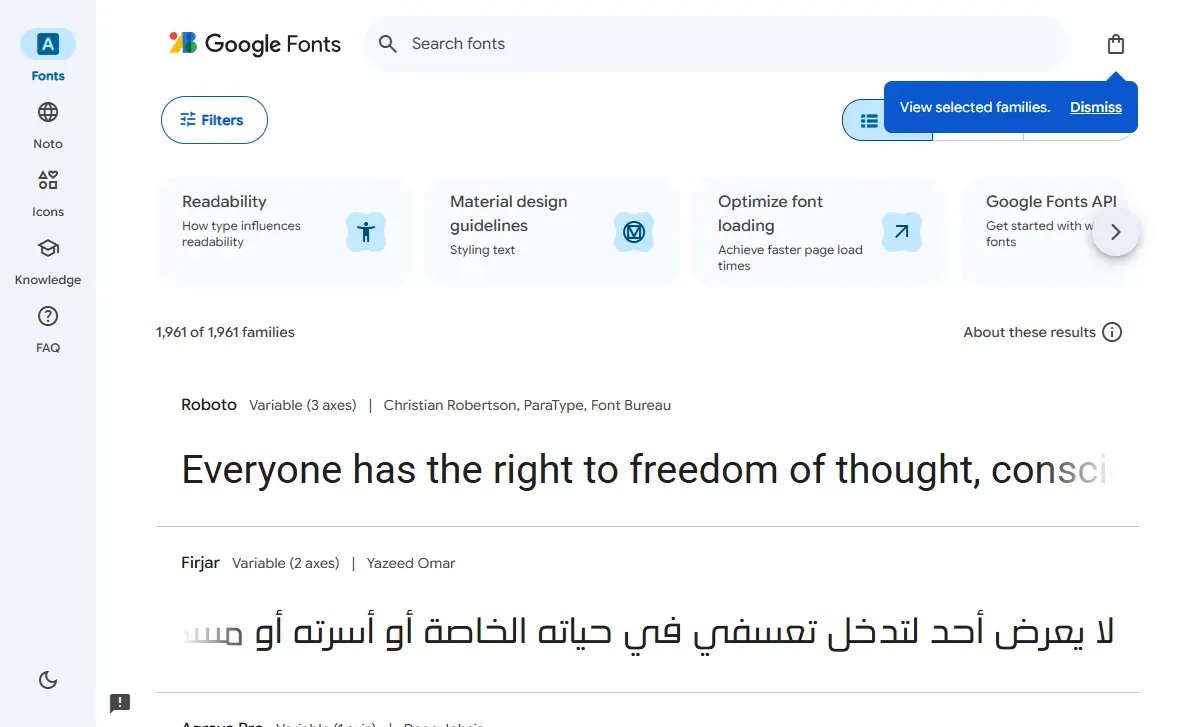 A
Fonts
Noto
Icons
Knowledge
FAQ
Google Fonts
Search fonts
View selected families. Dismiss
Filters
Readability
How type influences
readability
Material design
guidelines
Styling text
Optimize font
loading
Achieve faster page load
times
Google Fonts API
Get started with
fonts
1,961 of 1,961 families
About these results
Roboto Variable (3 axes) | Christian Robertson, ParaType, Font Bureau
Everyone has the right to freedom of thought,
Firjar Variable (2 axes) | Yazeed Omar
لا يعرض أحد لتدخل تعسفي في حياته الخاصة أو أسرته أو